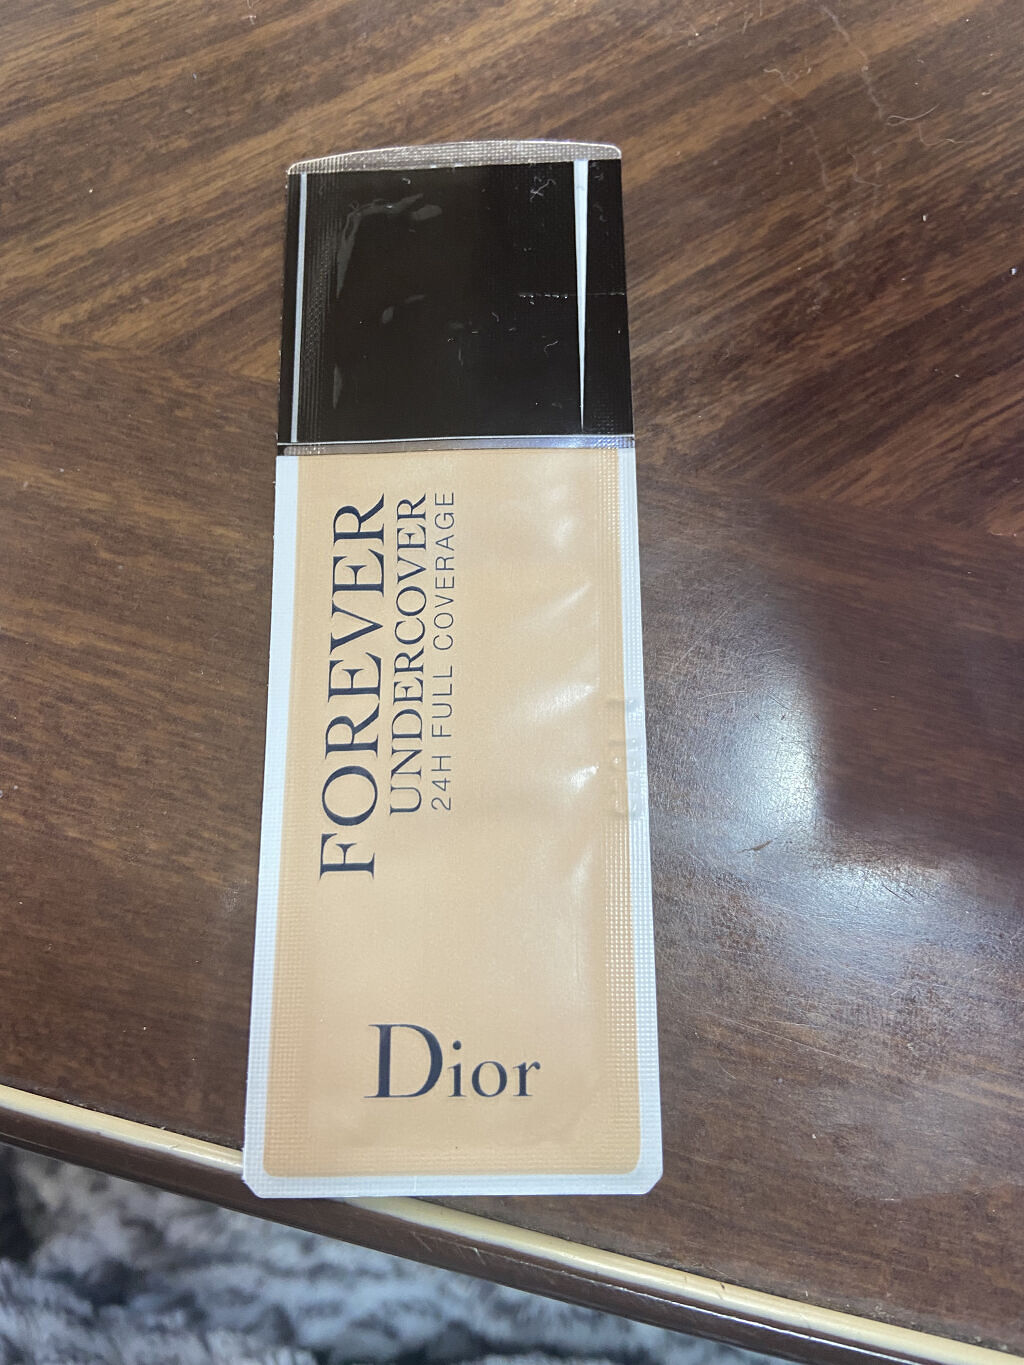 FOREVER
UNDERCOVER
24H FULL COVERAGE
Dior